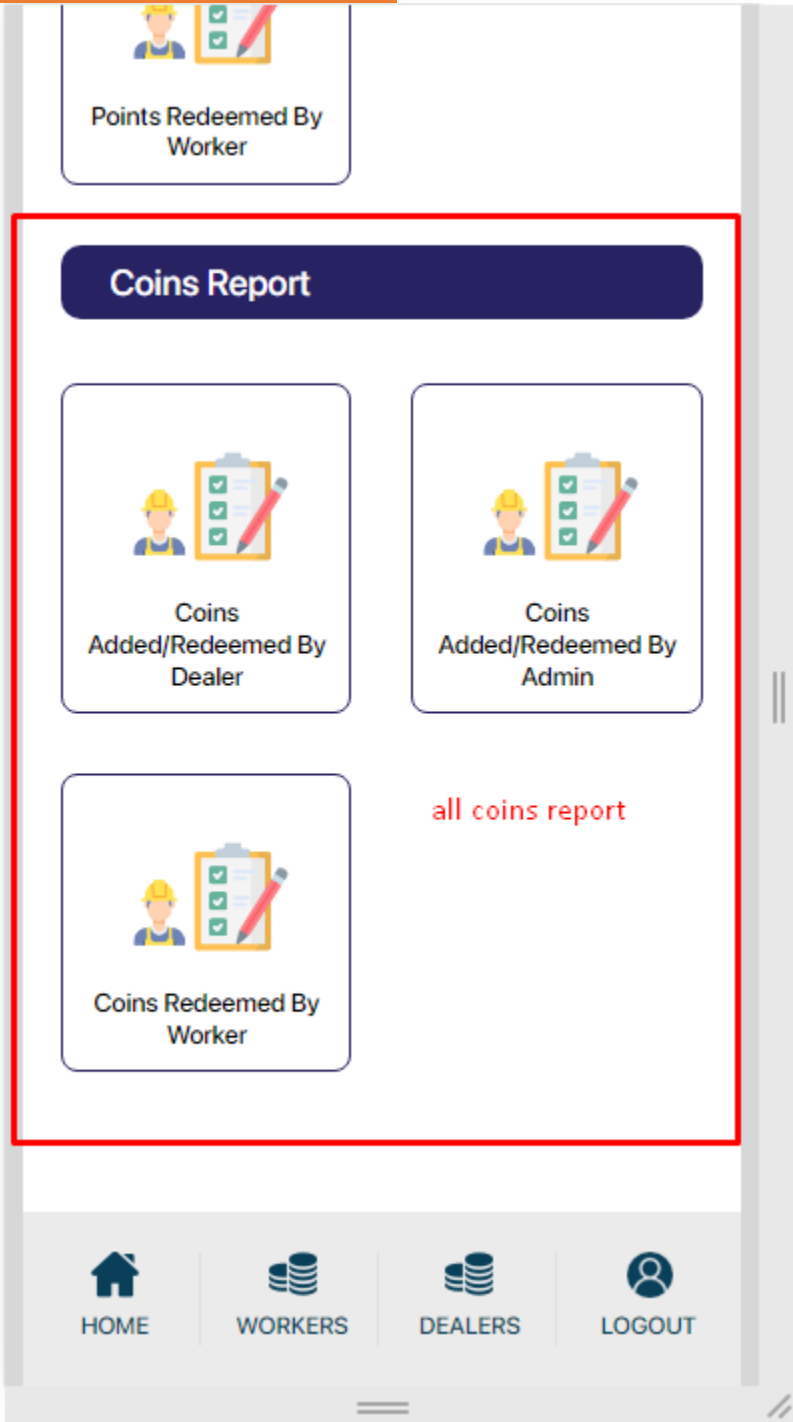 Points Redeemed By
Worker
Coins Report
Coins
Added/Redeemed By
Dealer
Coins
Added/Redeemed By
Admin
Coins Redeemed By
Worker
all coins report
HOME
WORKERS
DEALERS
LOGOUT